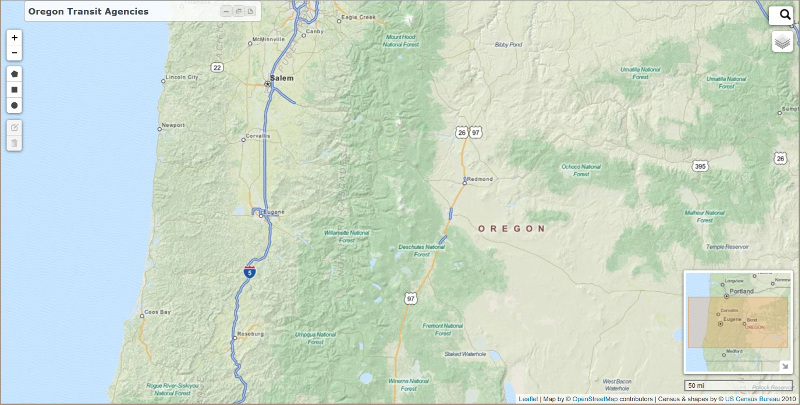 Oregon Transit Agencies
Eagle Creek
Canby
McMinnville
Mount Hood
National Forest
Bibby Pond
22
Salem
Lincoln City
Umatilla National
Forest
Umatilla National
Forest
Newport
Corvallis
26
97
Ochoco National
Forest
395
26
Redmond
Eugene
Malheur National
Forest
Willamette National
Forest
OREGON
Deschutes National
Forest
Temple Reservoir
5
97
Coos Bay
Roseburg
Umpqua National
Forest
Fremont National
Forest
Staked Waterhole
Rogue River-Siskiyou
National Forest
Winema National
Forest
West Bacon
Waterhole
Longview
Portland
Corvallis
Eugene
Bend
OREGON
Medford
50 mi
Leaflet | Map by © OpenStreetMap contributors | Census & shapes by © US Census Bureau 2010